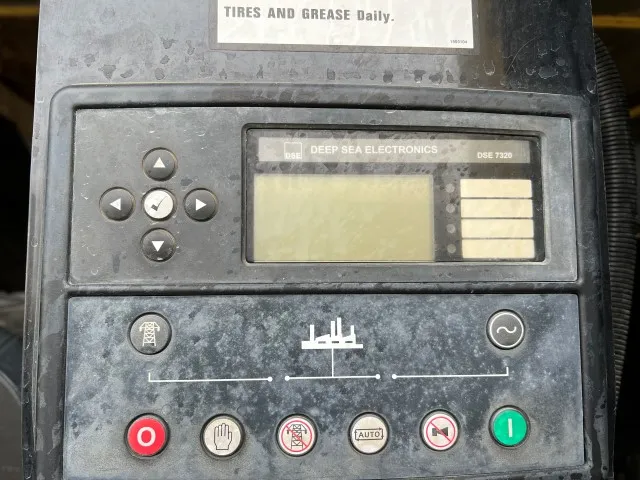 TIRES AND GREASE Daily.
DSE
DEEP SEA ELECTRONICS
DSE 7320
O
AUTO
I